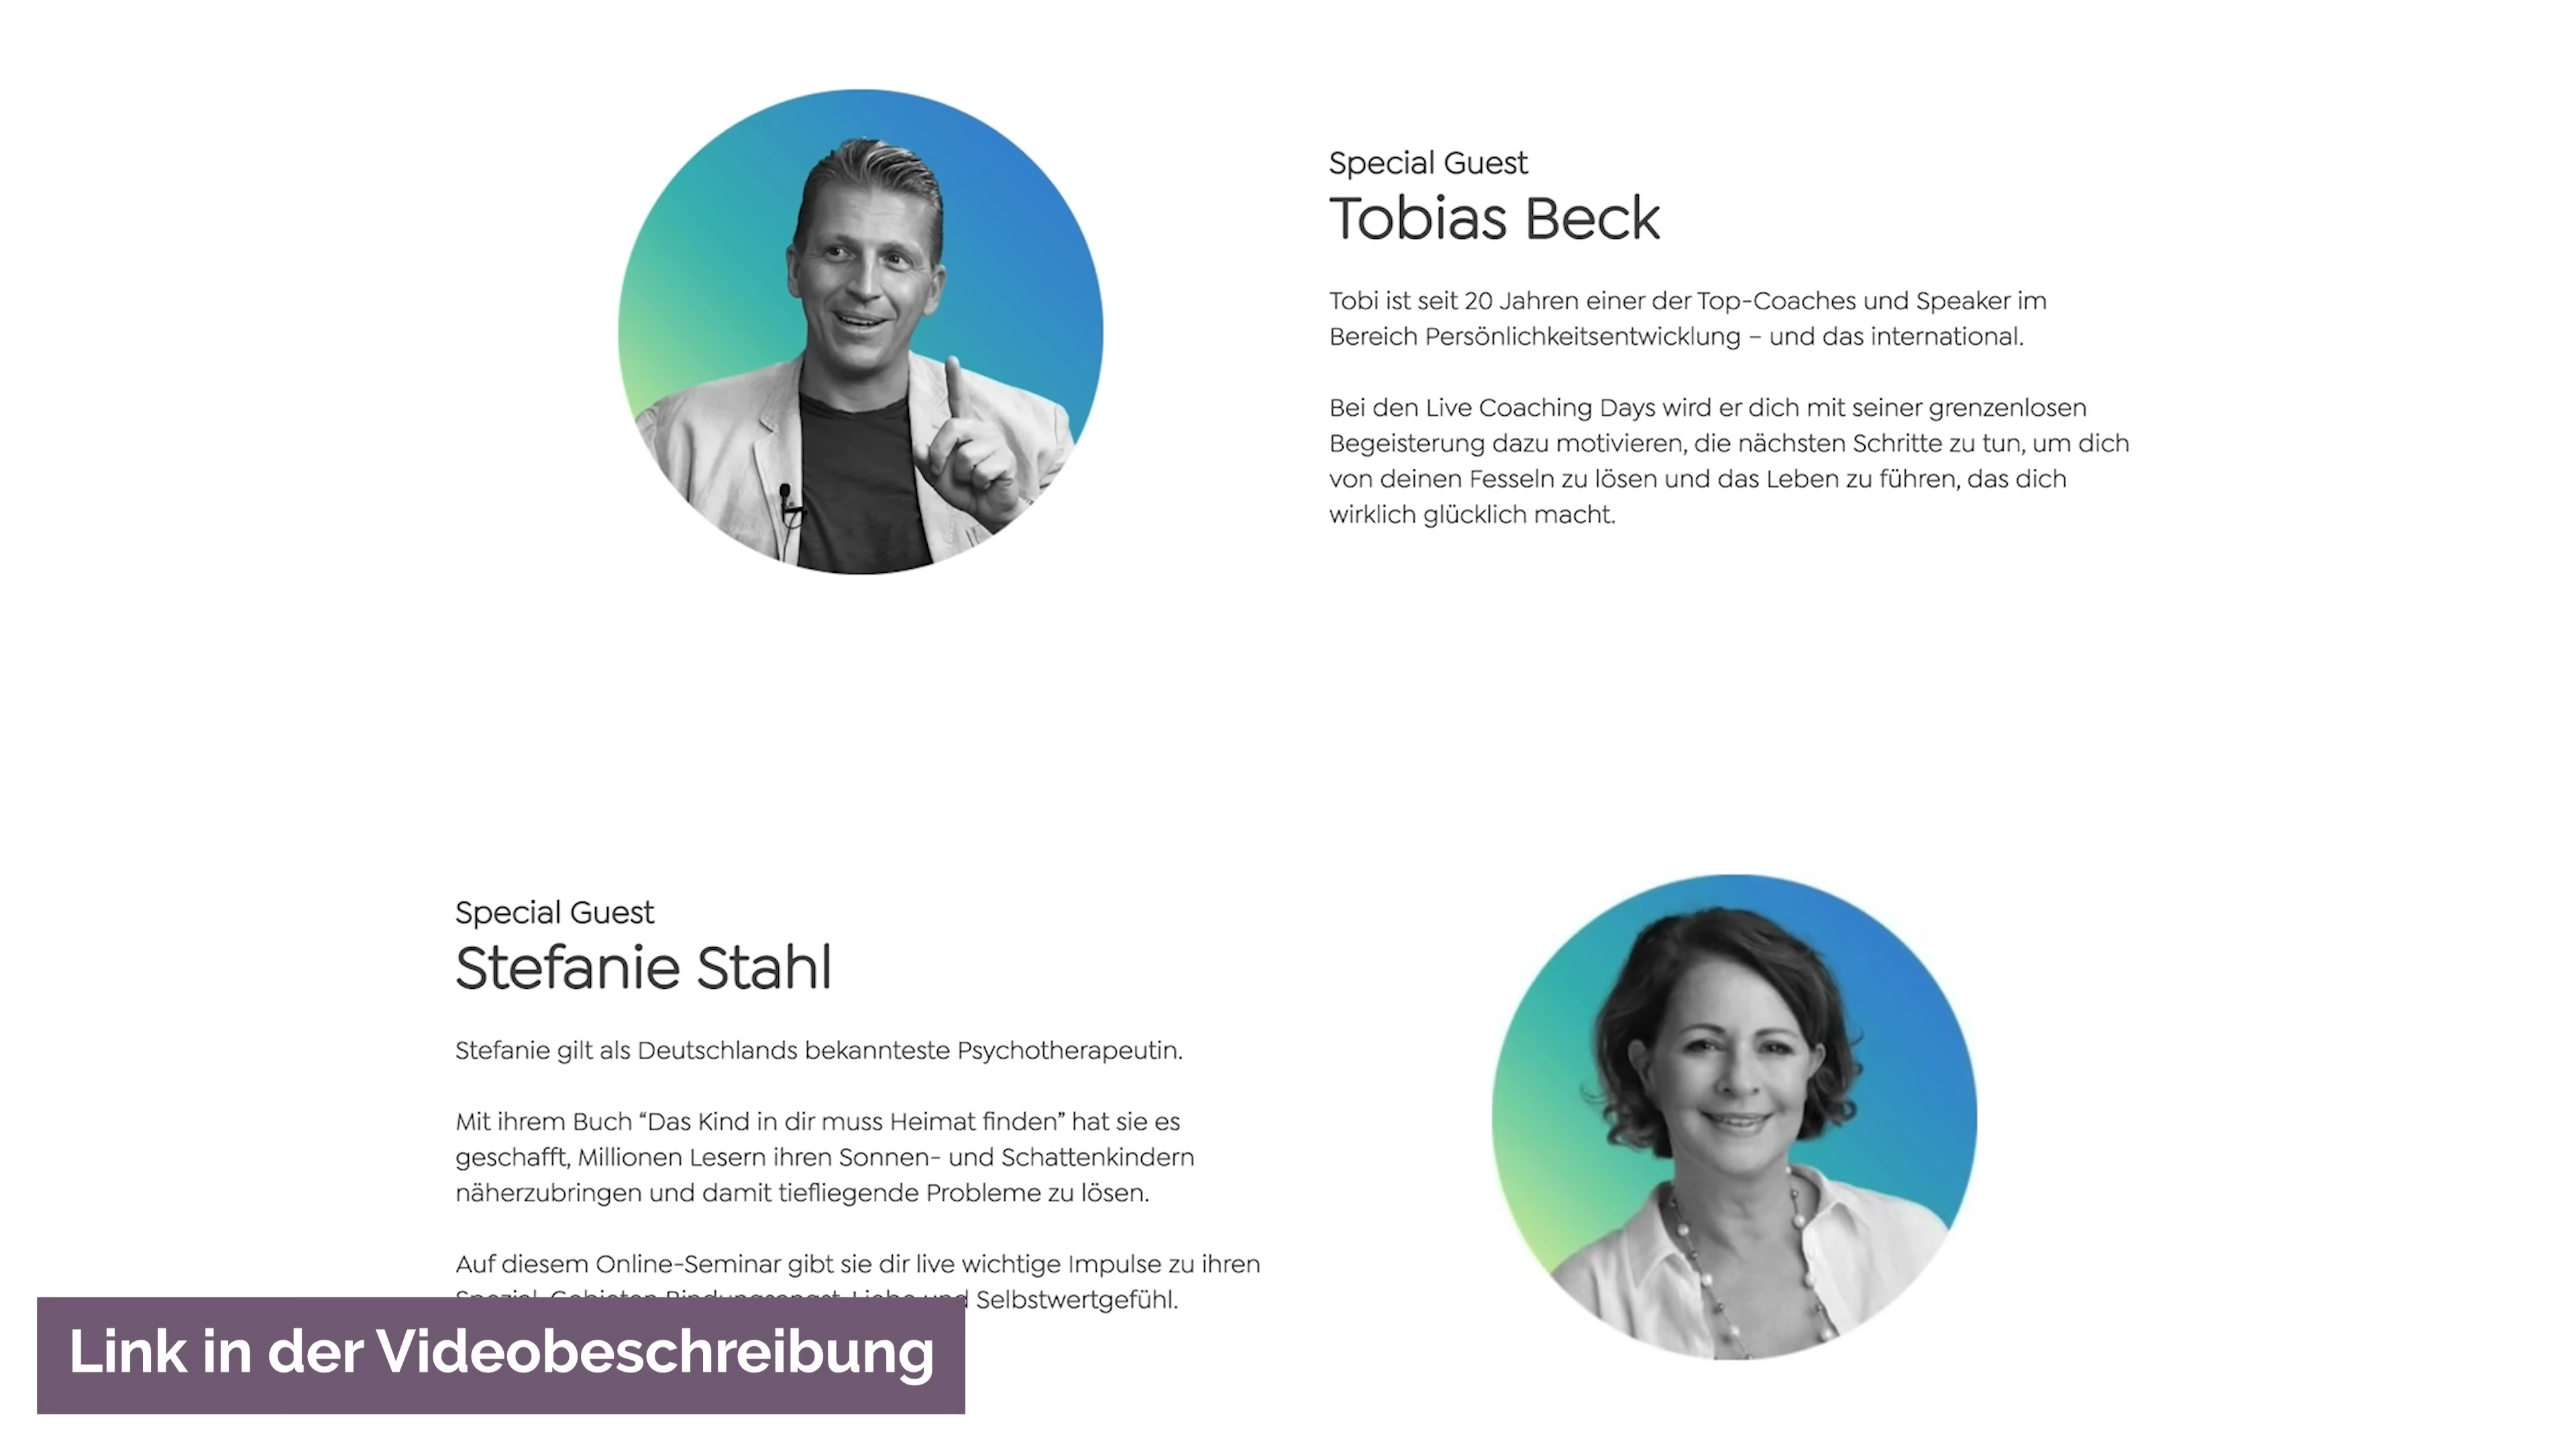 Special Guest
Tobias Beck
Tobi ist seit 20 Jahren einer der Top-Coaches und Speaker im
Bereich Persönlichkeitsentwicklung – und das international.
Bei den Live Coaching Days wird er dich mit seiner grenzenlosen
Begeisterung dazu motivieren, die nächsten Schritte zu tun, um dich
von deinen Fesseln zu lösen und das Leben zu führen, das dich
wirklich glücklich macht.
Special Guest
Stefanie Stahl
Stefanie gilt als Deutschlands bekannteste Psychotherapeutin.
Mit ihrem Buch “Das Kind in dir muss Heimat finden” hat sie es
geschafft, Millionen Lesern ihren Sonnen- und Schattenkindern
näherzubringen und damit tiefliegende Probleme zu lösen.
Auf diesem Online-Seminar gibt sie dir live wichtige Impulse zu ihren
Selbstwertgefühl.
Link in der Videobeschreibung